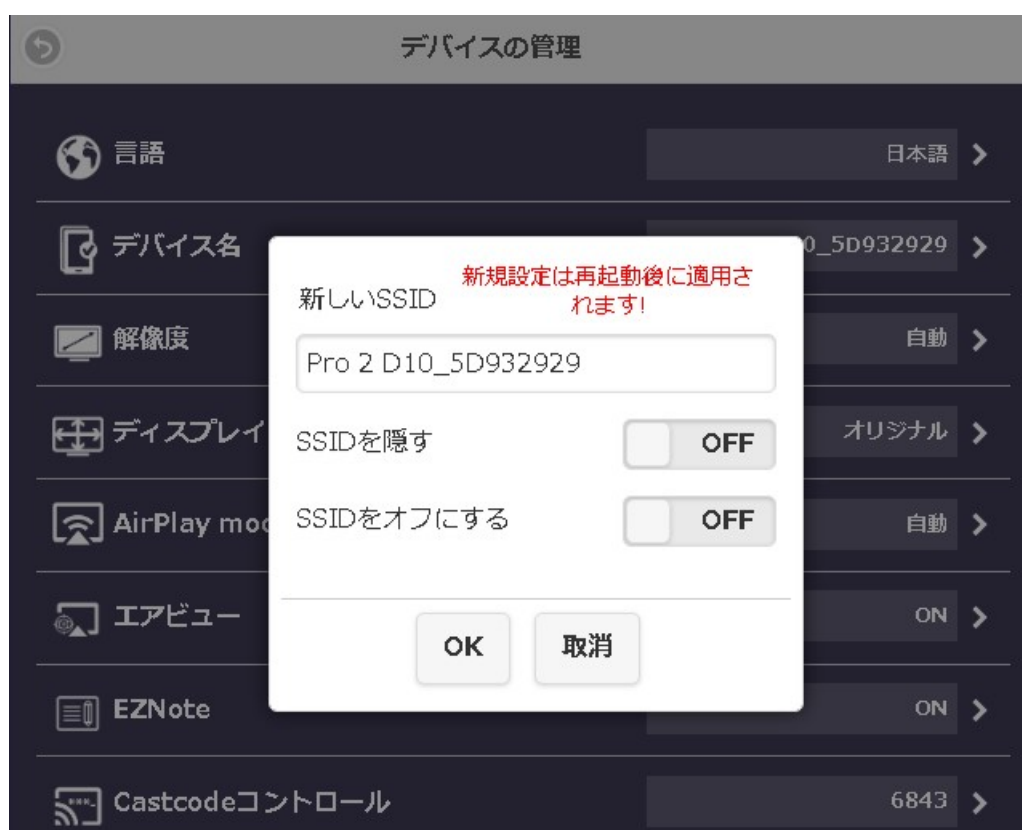 デバイスの管理
言語
日本語
デバイス名
0_5D932929
解像度
自動
ディスプレイ
オリジナル
AirPlay mod
自動
エアビュー
ON
EZNote
ON
Castcodeコントロール
6843
新しいSSID
新規設定は再起動後に適用さ
れます!
Pro 2 D10_5D932929
SSIDを隠す
OFF
SSIDをオフにする
OFF
OK
取消